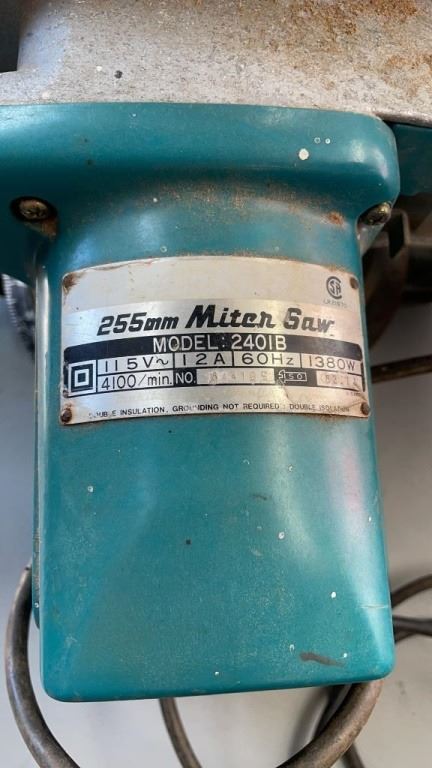 255mm Miter Saw
MODEL: 2401B
115V~ 12A 60Hz 1380W
4100/min. NO.
DOUBLE INSULATION, GROUNDING NOT REQUIRED: DOUBLE ISOLATION